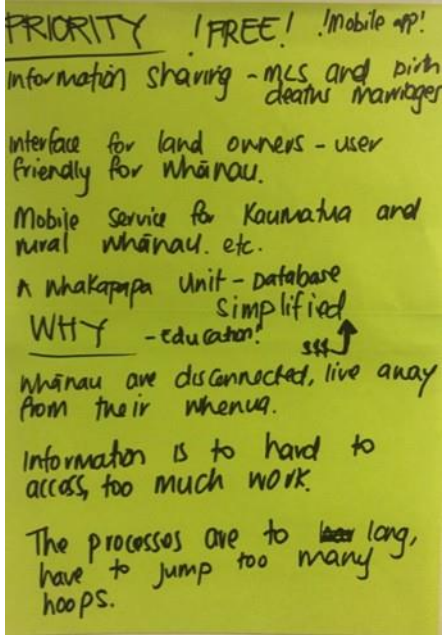 PRIORITY !FREE! !Mobile app!
Information sharing - MLS and Birth
deaths marriages
Interface for land owners - user
friendly for Whānau.
Mobile Service for Kaumatua and
rural whānau. etc.
A Whakapapa Unit - Database
Simplified
WHY - Education! $$$
Whānau are disconnected, live away
from their whenua.
Information is to hard to
access, too much work.
The processes are to long,
have to jump too many
hoops.